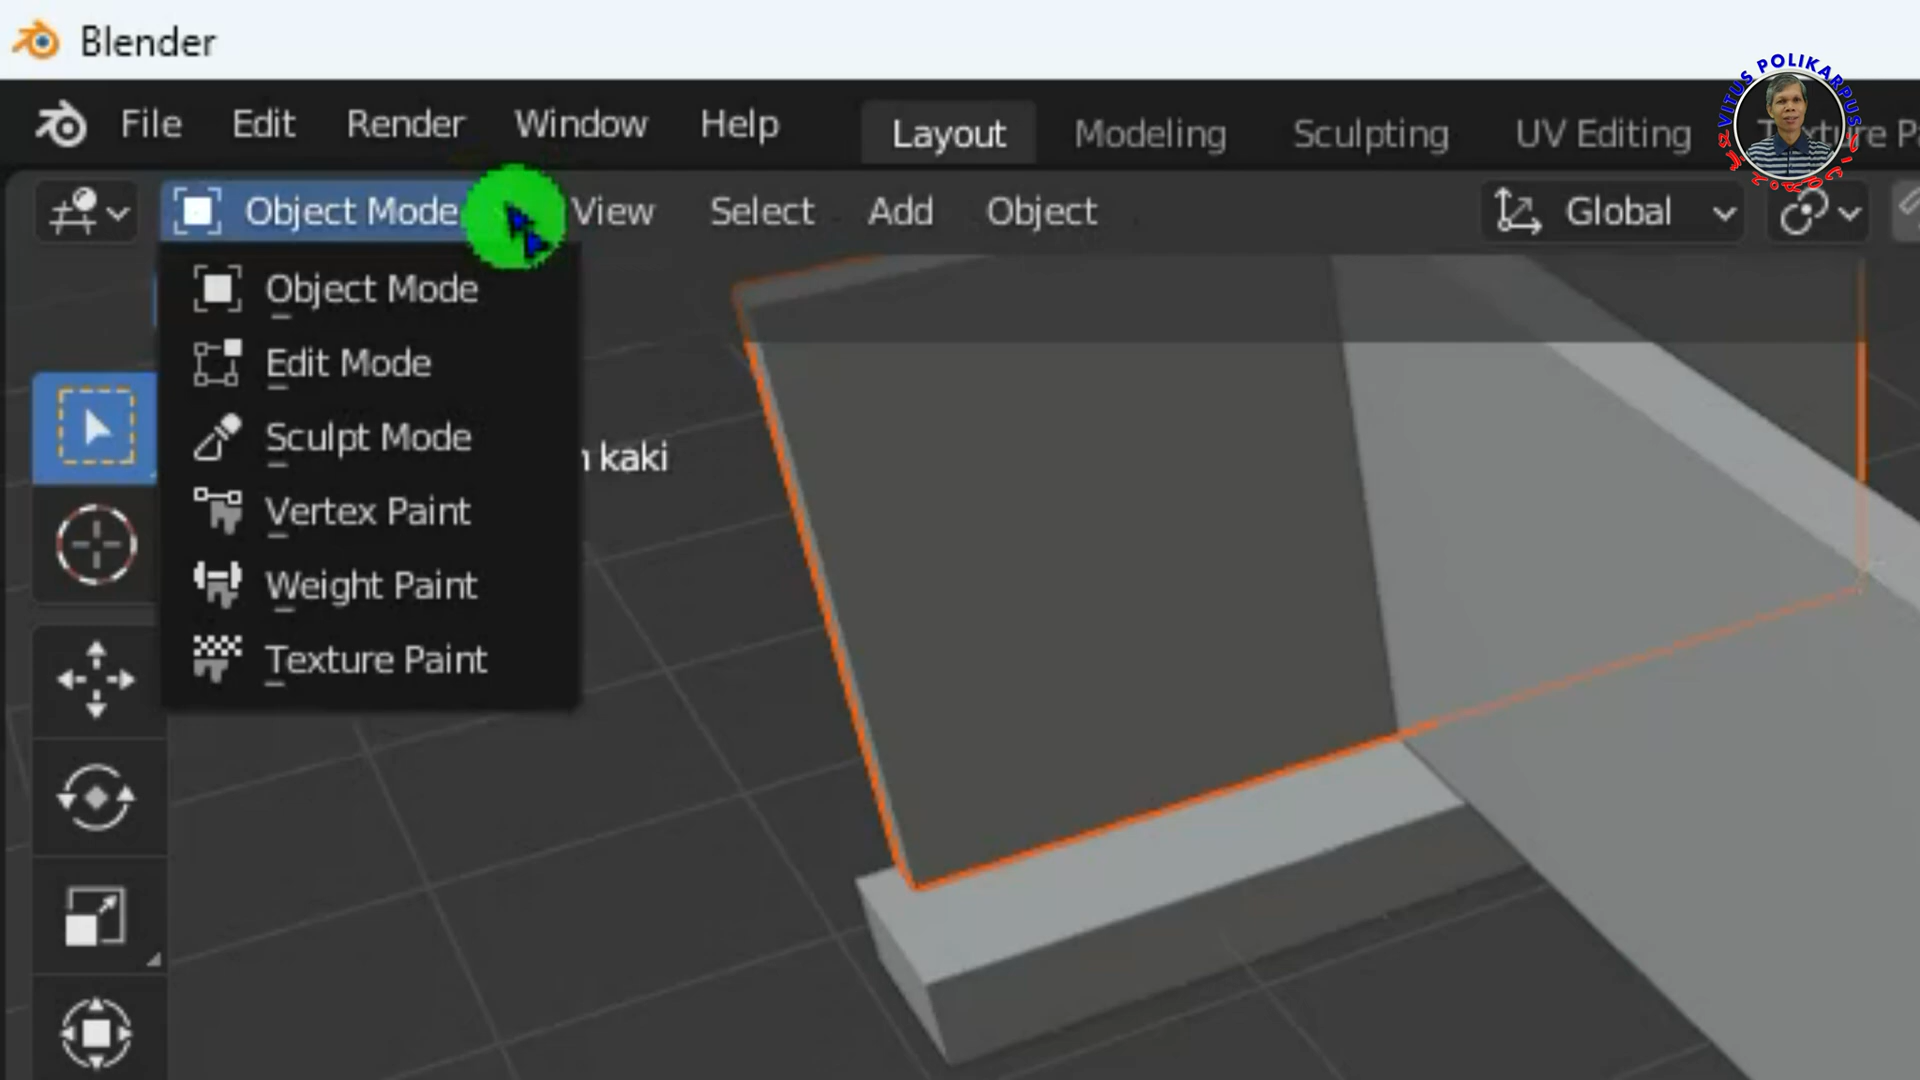 Blender
File Edit Render Window Help Layout Modeling Sculpting UV Editing
Object Mode View Select Add Object Global
Object Mode
Edit Mode
Sculpt Mode
Vertex Paint
Weight Paint
Texture Paint
kaki
VITUS POLIKARPUS